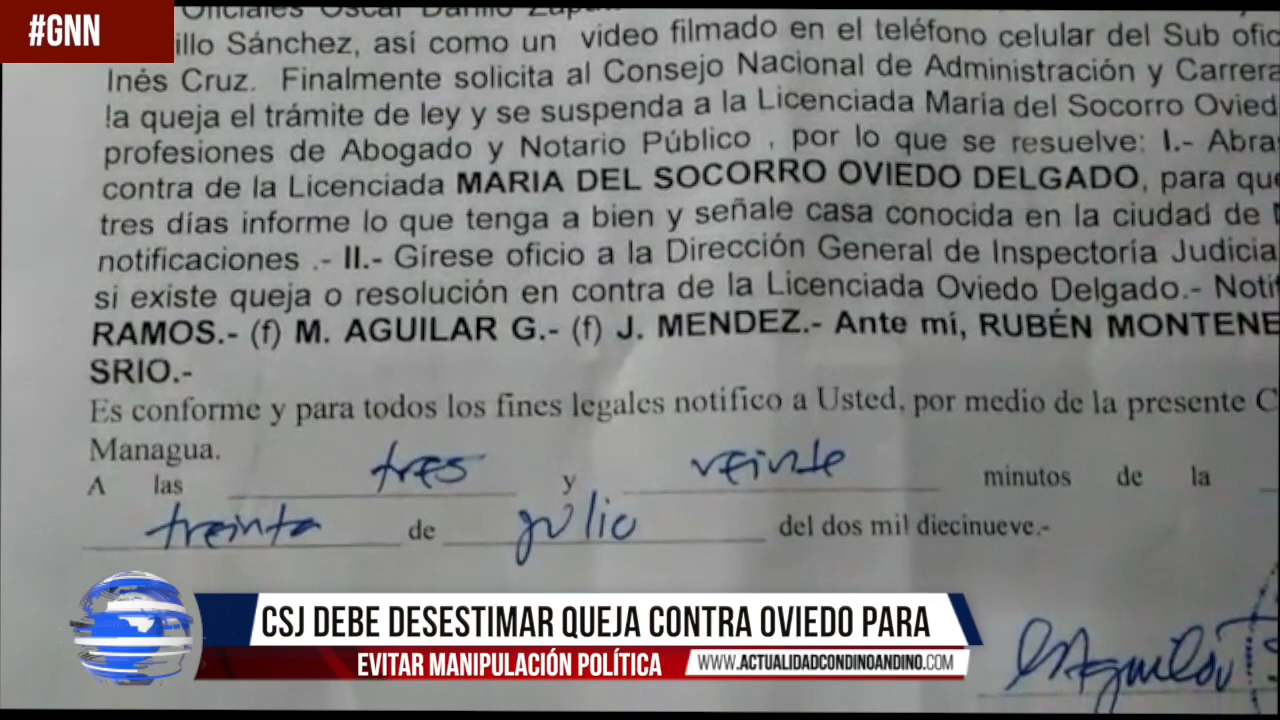 #GNN
Oficiales Oscar Danilo
illo Sánchez, así como un video filmado en el teléfono celular del Sub ofic
Inés Cruz. Finalmente solicita al Consejo Nacional de Administración y Carrera
la queja el trámite de ley y se suspenda a la Licenciada Maria del Socorro Ovied
profesiones de Abogado y Notario Público , por lo que se resuelve: I.- Abra
contra de la Licenciada MARIA DEL SOCORRO OVIEDO DELGADO, para que
tres días informe lo que tenga a bien y señale casa conocida en la ciudad de
notificaciones .- II.- Gírese oficio a la Dirección General de Inspectoría Judicia
si existe queja o resolución en contra de la Licenciada Oviedo Delgado.- Notif
RAMOS.- (f) M. AGUILAR G.- (f) J. MENDEZ.- Ante mí, RUBÉN MONTENE
SRIO.-
Es conforme y para todos los fines legales notifico a Usted, por medio de la presente C
Managua.
A las tres y veinte minutos de la
treinta de julio del dos mil diecinueve.-
CSJ DEBE DESESTIMAR QUEJA CONTRA OVIEDO PARA
EVITAR MANIPULACIÓN POLÍTICA
WWW.ACTUALIDADCONDINOANDINO.COM